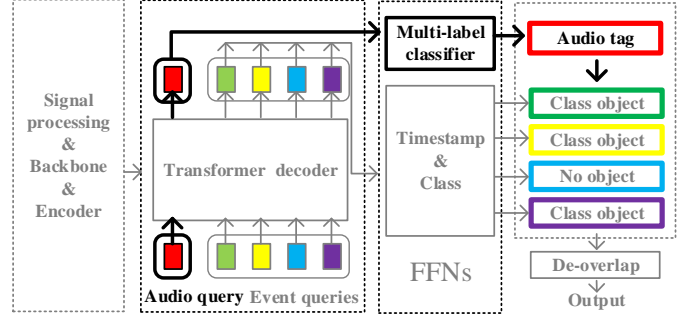 Signal
processing
&
Backbone
&
Encoder
Transformer decoder
Audio query
Event queries
Multi-label
classifier
Timestamp
&
Class
FFNs
Audio tag
Class object
Class object
No object
Class object
De-overlap
Output